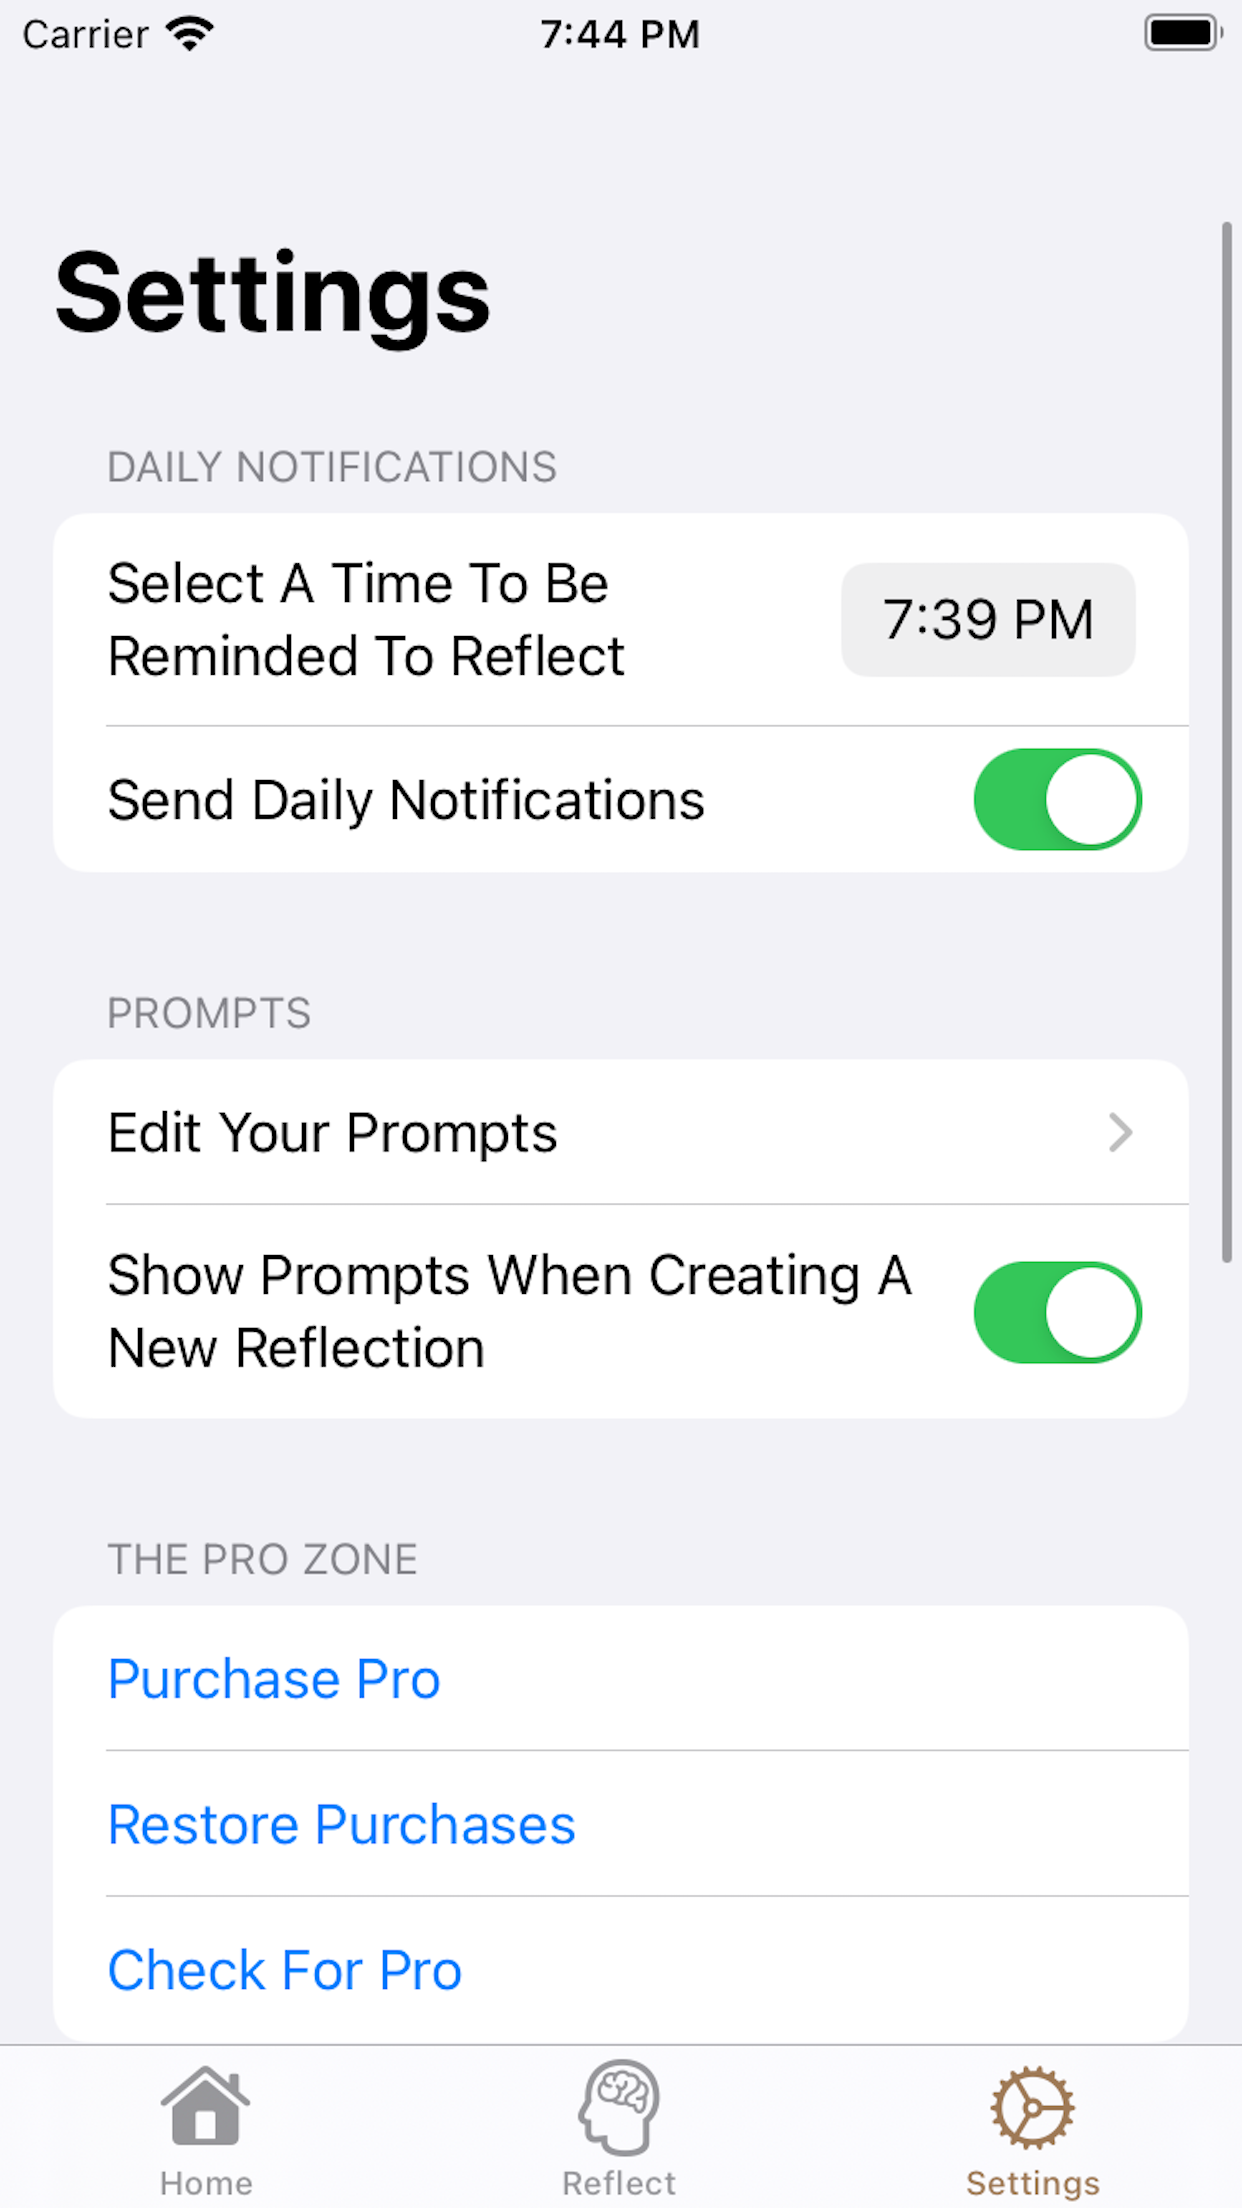 Carrier 7:44 PM
Settings
DAILY NOTIFICATIONS
Select A Time To Be
Reminded To Reflect
7:39 PM
Send Daily Notifications
PROMPTS
Edit Your Prompts
Show Prompts When Creating A
New Reflection
THE PRO ZONE
Purchase Pro
Restore Purchases
Check For Pro
Home Reflect Settings